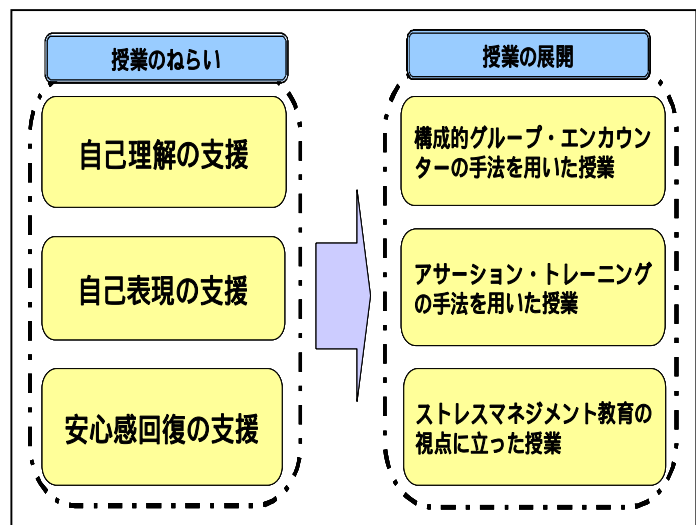 授業のねらい
自己理解の支援
自己表現の支援
安心感回復の支援
授業の展開
構成的グループ・エンカウン
ターの手法を用いた授業
アサーション・トレーニング
の手法を用いた授業
ストレスマネジメント教育の
視点に立った授業